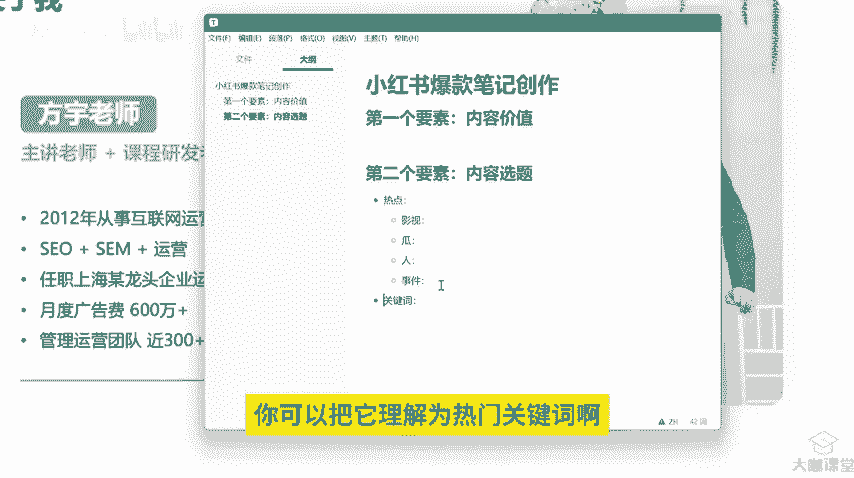 于我
方宇老师
主讲老师 + 课程研发
2012年从事互联网运营
SEO + SEM + 运营
任职上海某龙头企业运
月度广告费 600万+
管理运营团队 近300+
T
文件(F) 编辑(E) 段落(P) 格式(O) 视图(V) 主题(T) 帮助(H)
文件 大纲
小红书爆款笔记创作
第一个要素：内容价值
第二个要素：内容选题
小红书爆款笔记创作
第一个要素：内容价值
第二个要素：内容选题
热点：
影视：
瓜：
人：
事件：
关键词：
42 词
你可以把它理解为热门关键词啊
大咖课堂